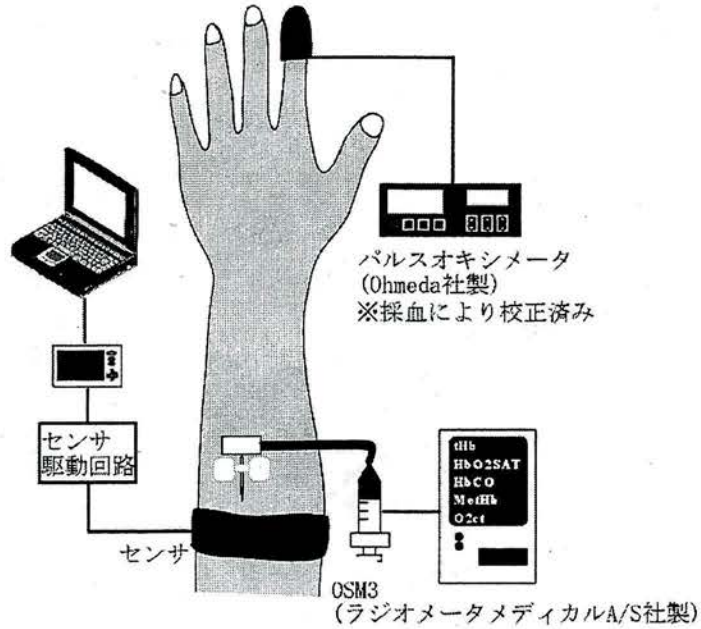 パルスオキシメータ
(Ohmeda社製)
※採血により校正済み
センサ
駆動回路
tHb
HbO2SAT
HbCO
MetHb
O2ct
センサ
OSM3
(ラジオメータメディカルA/S社製)